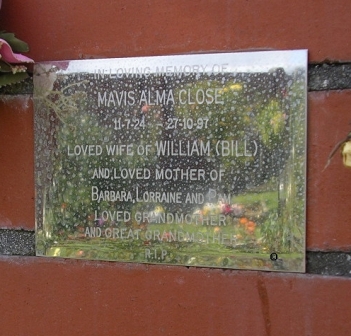 IN LOVING MEMORY OF
MAVIS ALMA CLOSE
11-7-24 - 27-10-97
LOVED WIFE OF WILLIAM (BILL)
AND LOVED MOTHER OF
BARBARA, LORRAINE AND
LOVED GRANDMOTHER
AND GREAT GRANDMOTHER
R.I.P.